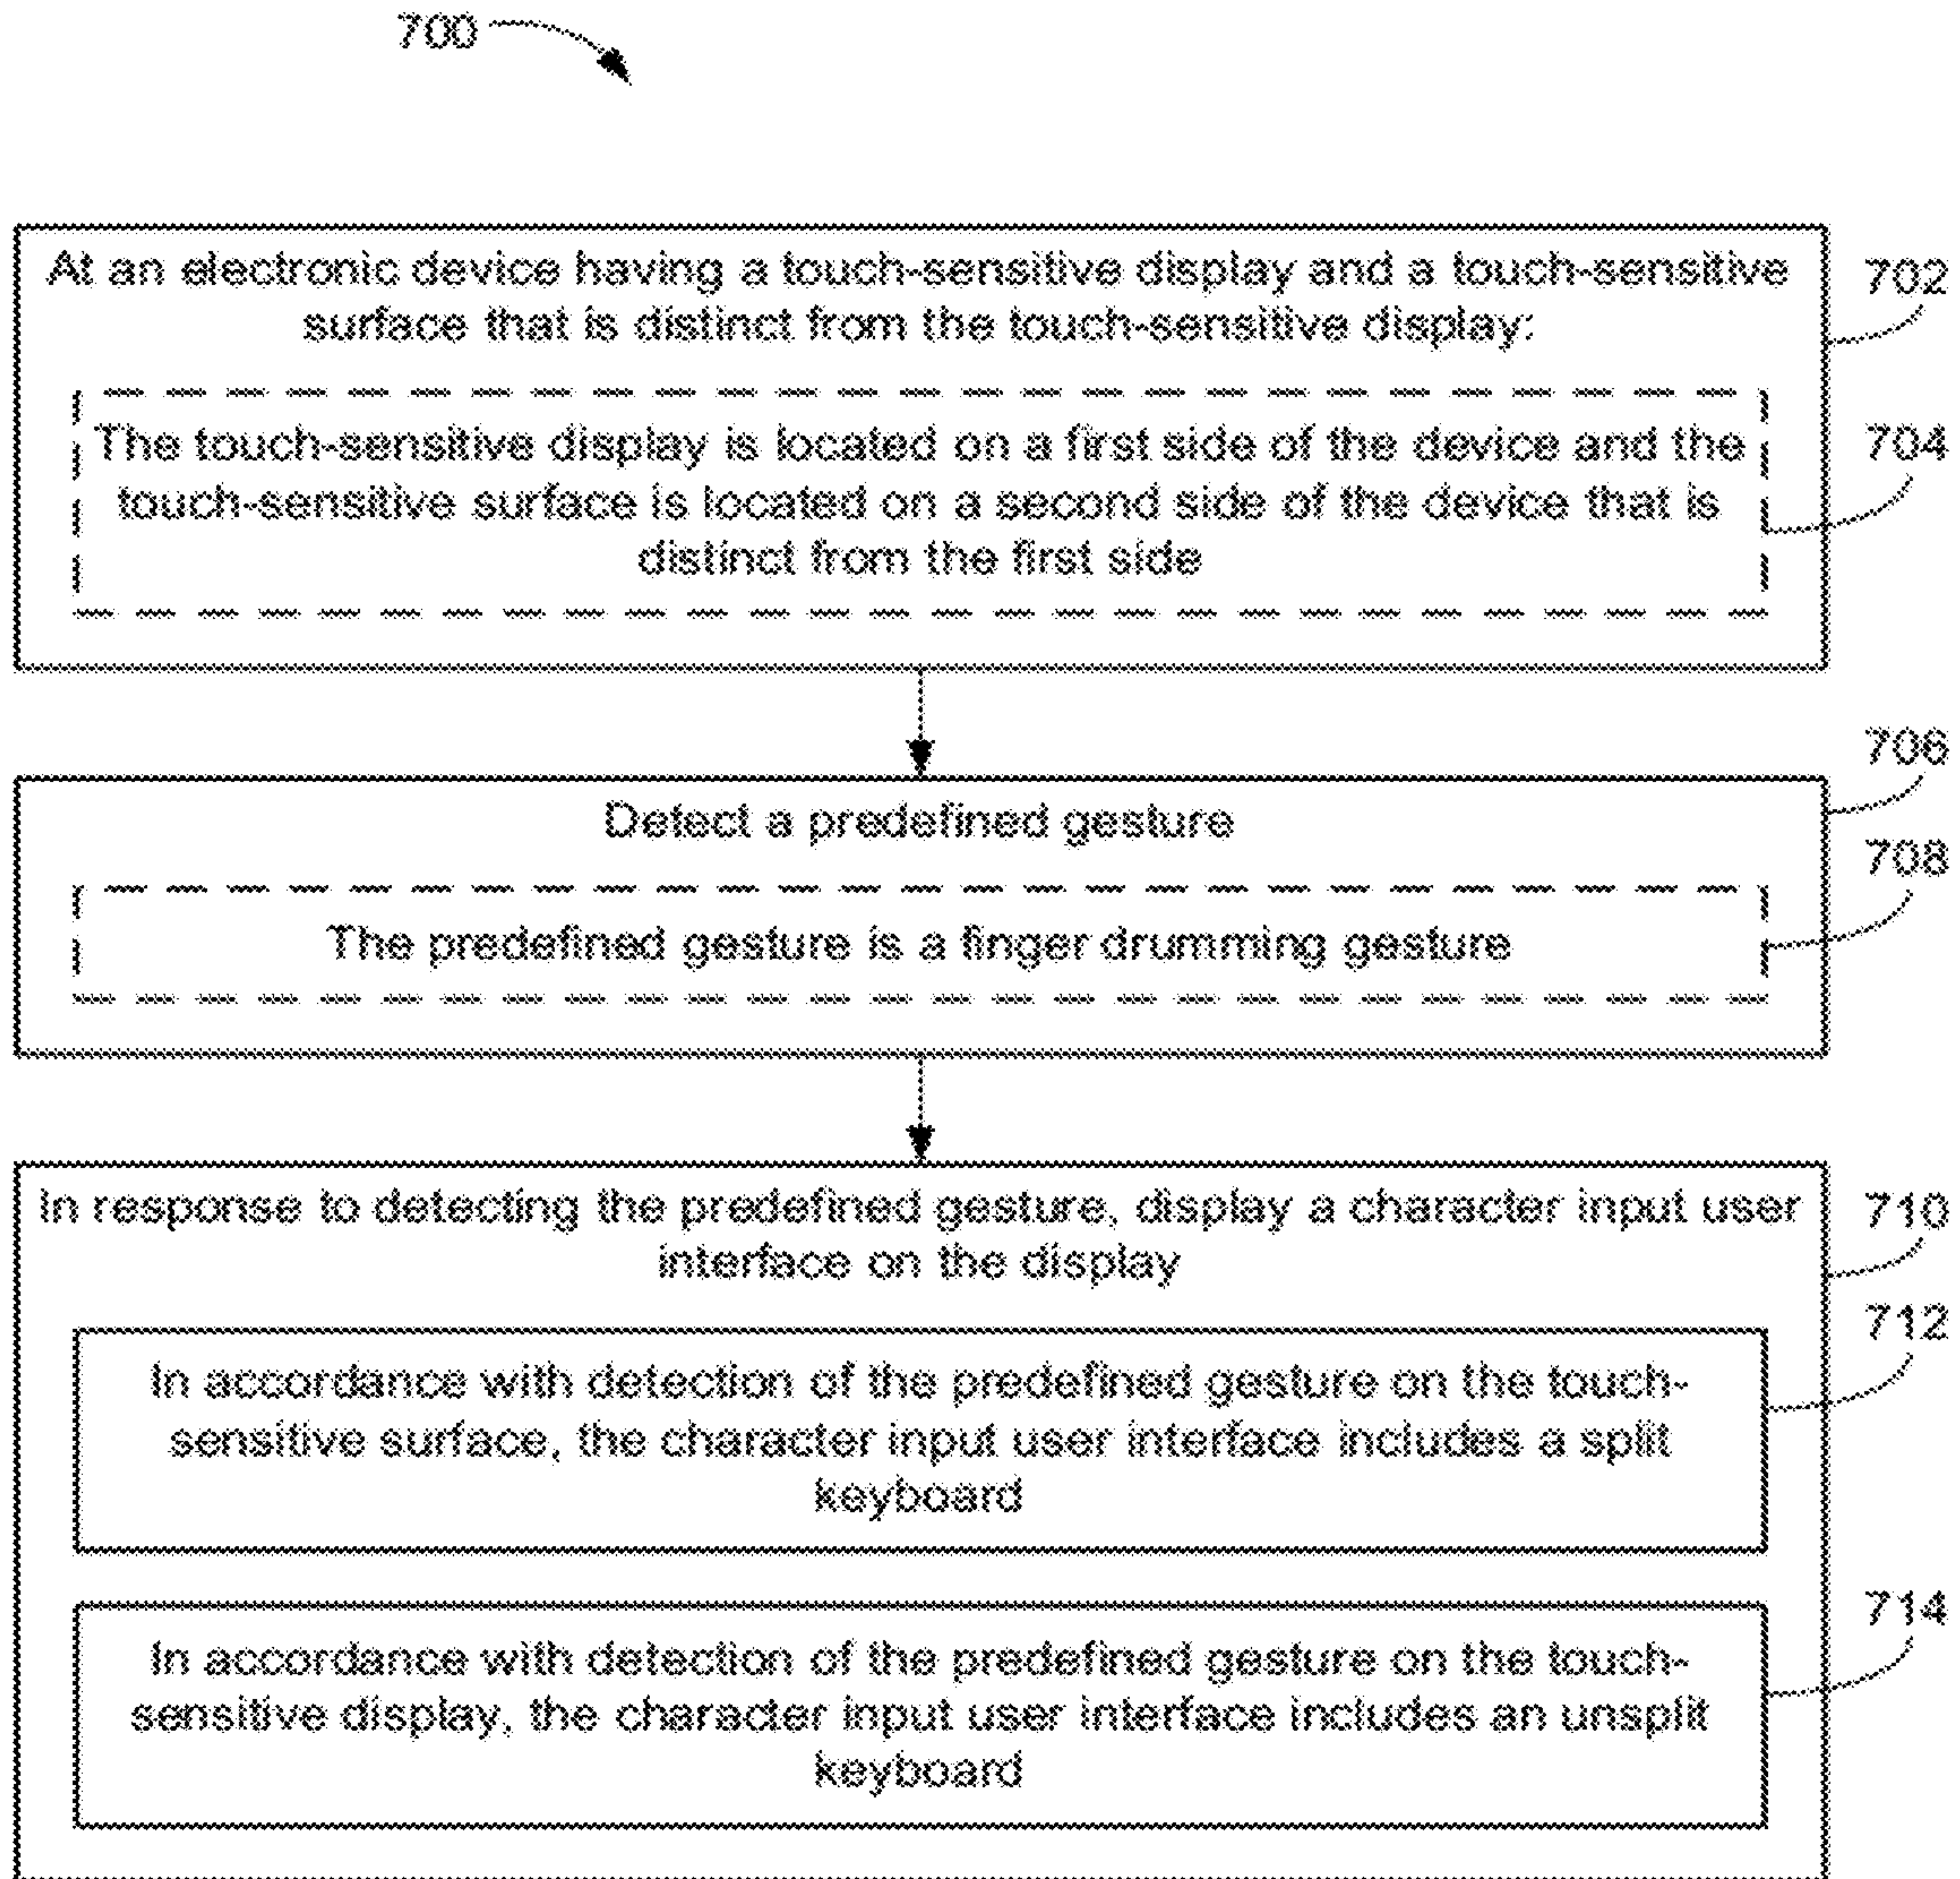 700
At an electronic device having a touch-sensitive display and a touch-sensitive
surface that is distinct from the touch-sensitive display:
702
The touch-sensitive display is located on a first side of the device and the
touch-sensitive surface is located on a second side of the device that is
distinct from the first side
704
Detect a predefined gesture
706
The predefined gesture is a finger drumming gesture
708
In response to detecting the predefined gesture, display a character input user
interface on the display
710
In accordance with detection of the predefined gesture on the touch-
sensitive surface, the character input user interface includes a split
keyboard
712
In accordance with detection of the predefined gesture on the touch-
sensitive display, the character input user interface includes an unsplit
keyboard
714